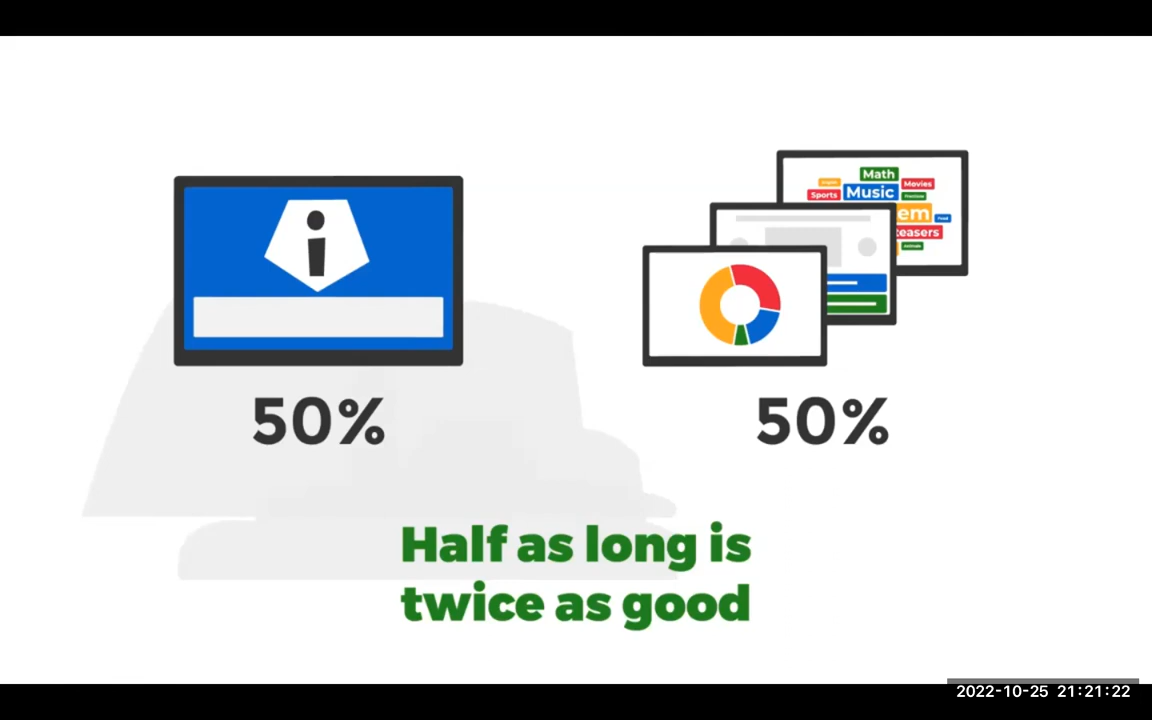 Math
Movies
Sports
Music
em
teasers
i
50%
50%
Half as long is
twice as good
2022-10-25 21:21:22